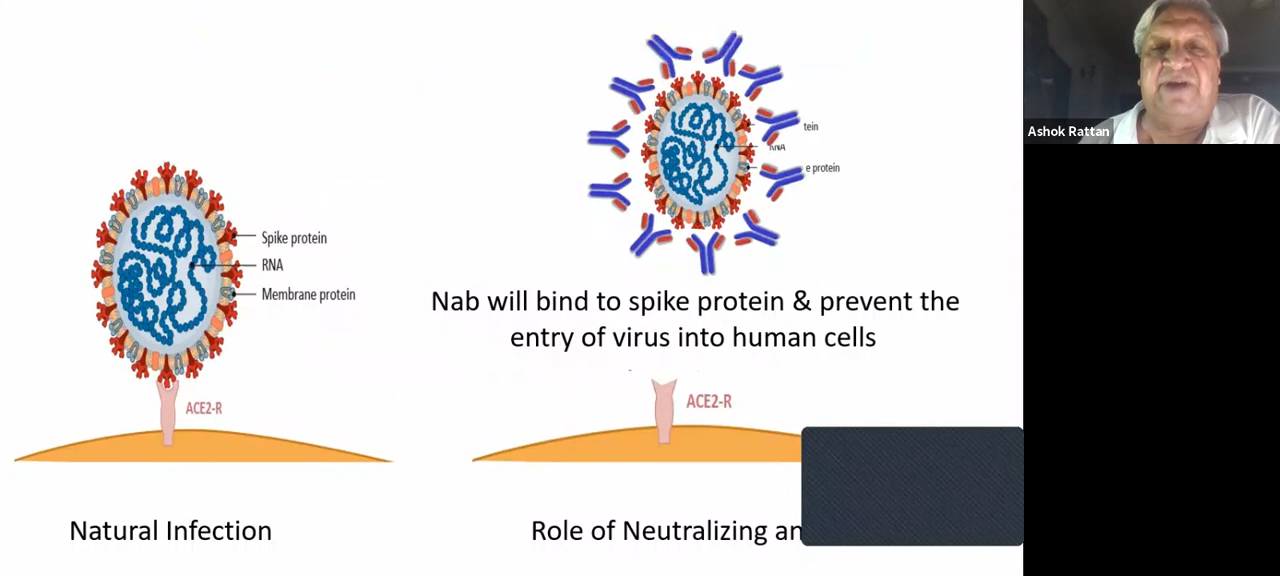 Ashok Rattan
tein
RNA
e protein
Spike protein
RNA
Membrane protein
Nab will bind to spike protein & prevent the
entry of virus into human cells
ACE2-R
ACE2-R
Natural Infection
Role of Neutralizing an